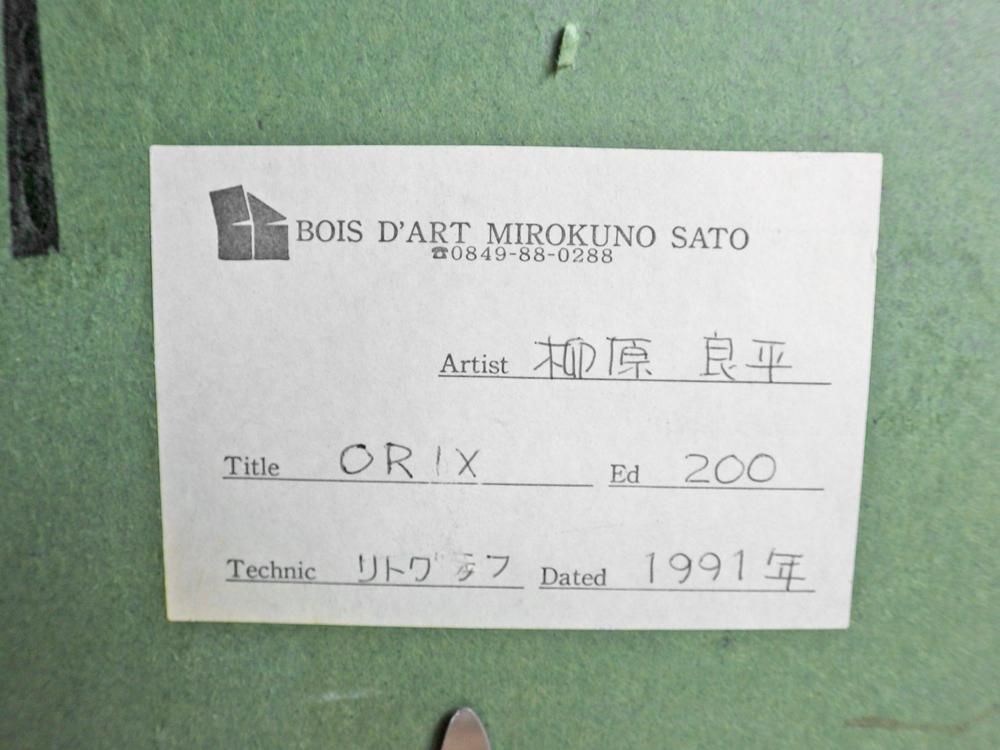 BOIS D'ART MIROKUNO SATO
☎0849-88-0288
Artist 柳原 良平
Title ORIX Ed 200
Technic リトグラフ Dated 1991年